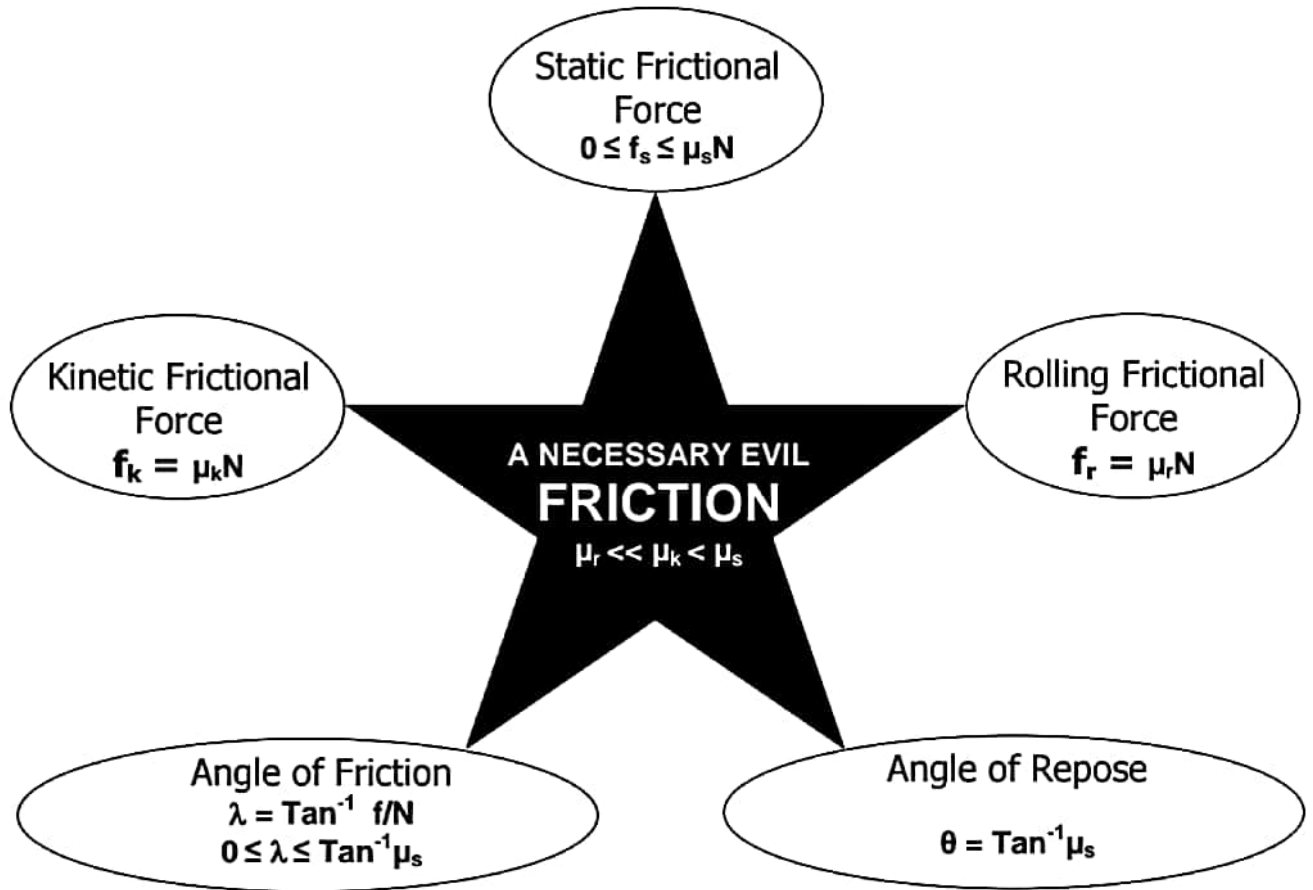 Static Frictional
Force
0 ≤ fₛ ≤ μₛN
Kinetic Frictional
Force
fₖ = μₖN
Rolling Frictional
Force
fᵣ = μᵣN
A NECESSARY EVIL
FRICTION
μᵣ << μₖ < μₛ
Angle of Friction
λ = Tan⁻¹ f/N
0 ≤ λ ≤ Tan⁻¹μₛ
Angle of Repose
θ = Tan⁻¹μₛ